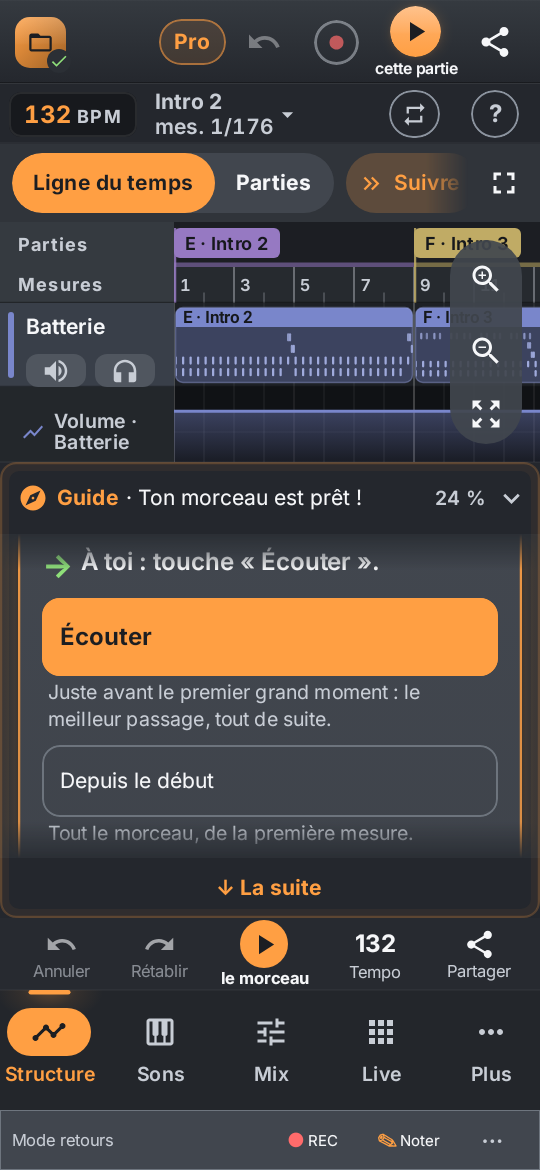 Pro
cette partie
132 BPM
Intro 2
mes. 1/176
?
Ligne du temps
Parties
Suivre
Parties
E · Intro 2
F · Intro 3
Mesures
1
3
5
7
9
Batterie
E · Intro 2
F · Intro 3
Volume ·
Batterie
Guide · Ton morceau est prêt !
24 %
À toi : touche « Écouter ».
Écouter
Juste avant le premier grand moment : le
meilleur passage, tout de suite.
Depuis le début
Tout le morceau, de la première mesure.
↓ La suite
Annuler
Rétablir
le morceau
132
Tempo
Partager
Structure
Sons
Mix
Live
Plus
Mode retours
REC
Noter